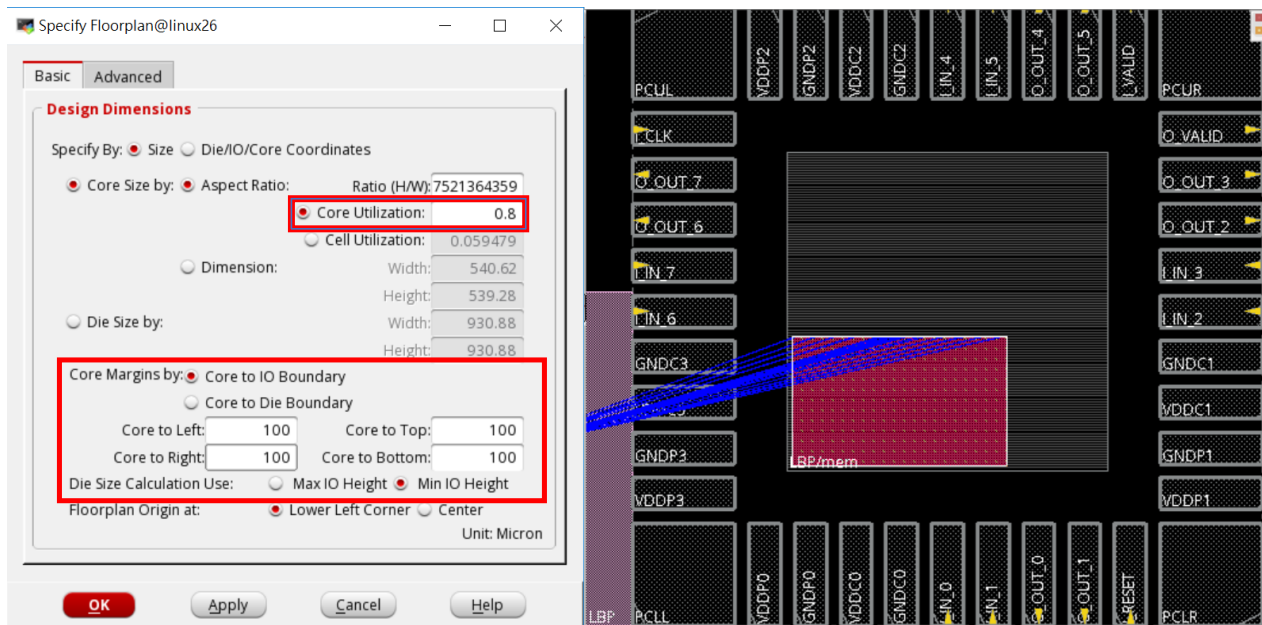 Specify Floorplan@linux26
Basic
Advanced
Design Dimensions
Specify By: Size Die/IO/Core Coordinates
Core Size by: Aspect Ratio: Ratio (H/W): 7521364359
Core Utilization: 0.8
Cell Utilization: 0.059479
Dimension: Width: 540.62
Height: 539.28
Die Size by: Width: 930.88
Height: 930.88
Core Margins by: Core to IO Boundary
Core to Die Boundary
Core to Left: 100 Core to Top: 100
Core to Right: 100 Core to Bottom: 100
Die Size Calculation Use: Max IO Height Min IO Height
Floorplan Origin at: Lower Left Corner Center
Unit: Micron
OK
Apply
Cancel
Help
PCUL
VDDP2
GNDP2
VDDC2
GNDC2
I_IN_4
I_IN_5
O_OUT_4
O_OUT_5
I_VALID
PCUR
I_CLK
O_OUT_7
O_OUT_6
I_IN_7
I_IN_6
GNDC3
GNDP3
VDDP3
O_VALID
O_OUT_3
O_OUT_2
I_IN_3
I_IN_2
GNDC1
VDDC1
GNDP1
VDDP1
LBP/mem
LBP
PCLL
VDDP0
GNDP0
VDDC0
GNDC0
I_IN_0
I_IN_1
O_OUT_0
O_OUT_1
I_RESET
PCLR